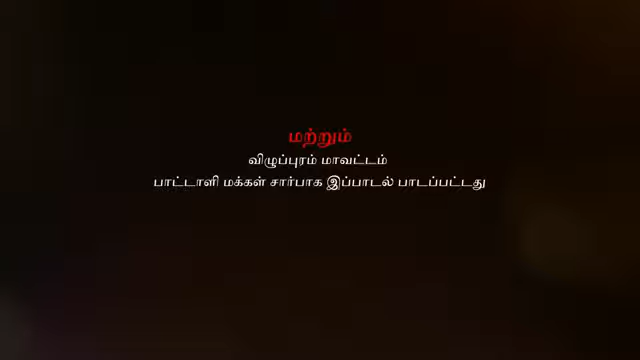 மற்றும்
விழுப்புரம் மாவட்டம்
பாட்டாளி மக்கள் சார்பாக இப்பாடல் பாடப்பட்டது